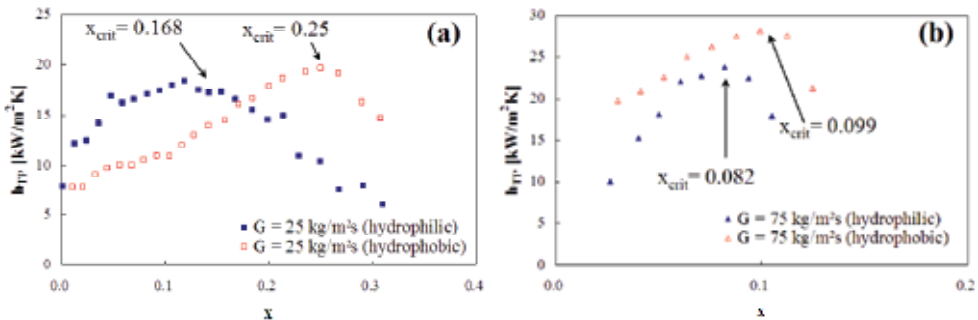 x_crit= 0.168
x_crit= 0.25
(a)
25
20
15
10
5
0
h_TP [kW/m²K]
G = 25 kg/m²s (hydrophilic)
G = 25 kg/m²s (hydrophobic)
0.0 0.1 0.2 0.3 0.4
x
(b)
30
25
20
15
10
5
0
h_TP [kW/m²K]
x_crit= 0.099
x_crit= 0.082
G = 75 kg/m²s (hydrophilic)
G = 75 kg/m²s (hydrophobic)
0.0 0.1 0.2
x